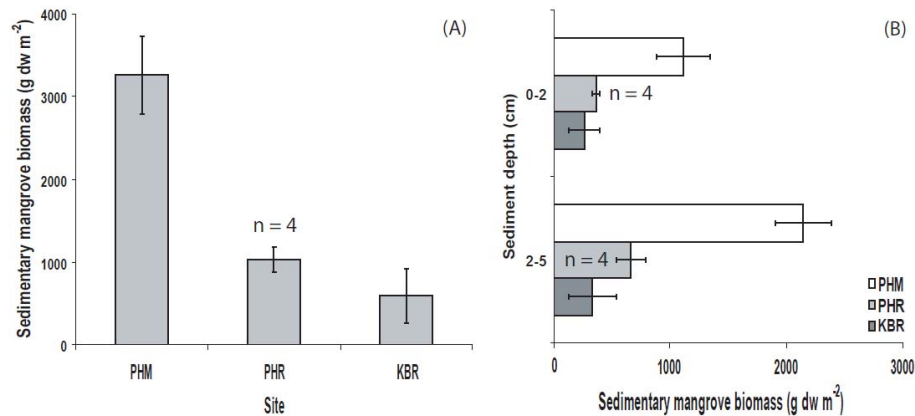 (A)
Sedimentary mangrove biomass (g dw m-2)
4000
3000
2000
1000
0
n = 4
PHM
PHR
KBR
Site
(B)
Sediment depth (cm)
0-2
n = 4
2-5
n = 4
PHM
PHR
KBR
0
1000
2000
3000
Sedimentary mangrove biomass (g dw m-2)